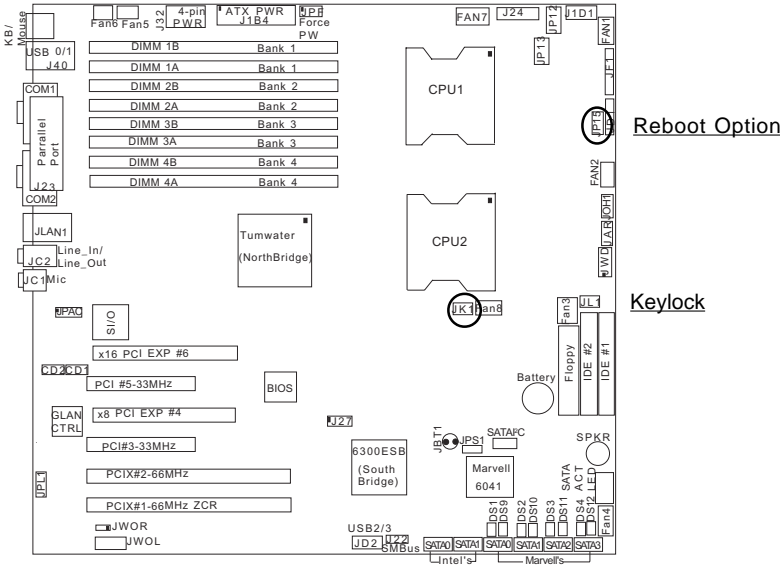 KB/
Mouse
Fan6
Fan5
J32
4-pin
PWR
ATX PWR
J1B4
JPF
Force
PW
FAN7
J24
JP12
J1D1
FAN1
JP13
JF1
USB 0/1
J40
DIMM 1B Bank 1
DIMM 1A Bank 1
DIMM 2B Bank 2
DIMM 2A Bank 2
DIMM 3B Bank 3
DIMM 3A Bank 3
DIMM 4B Bank 4
DIMM 4A Bank 4
COM1
Parrallel
Port
J23
COM2
CPU1
JP15
Reboot Option
FAN2
JLAN1
Tumwater
(NorthBridge)
CPU2
JOH1
JAR
JWD
JC2
Line_In/
Line_Out
JC1
Mic
JPAC
SI/O
JK1
Fan8
Fan3
JL1
Keylock
x16 PCI EXP #6
CD2
CD1
PCI #5-33MHz
BIOS
Battery
Floppy
IDE #2
IDE #1
GLAN
CTRL
x8 PCI EXP #4
J27
PCI#3-33MHz
6300ESB
(South
Bridge)
JBT1
JPS1
SATAI²C
SPKR
Marvell
6041
JPL1
PCIX#2-66MHz
SATA
ACT
LED
PCIX#1-66MHz ZCR
DS1
DS9
DS2
DS10
DS3
DS11
DS4
DS12
Fan4
JWOR
JWOL
USB2/3
JD2
J22
SMBus
SATA0
SATA1
SATA0
SATA1
SATA2
SATA3
Intel's
Marvell's